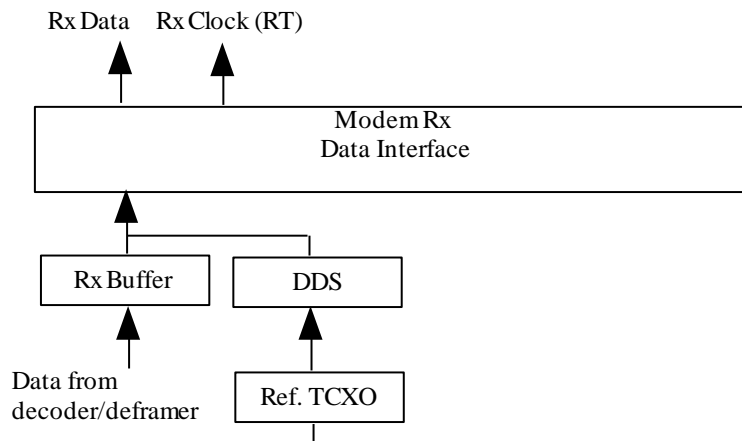 Rx Data Rx Clock (RT)
Modem Rx
Data Interface
Rx Buffer DDS
Data from
decoder/deframer
Ref. TCXO